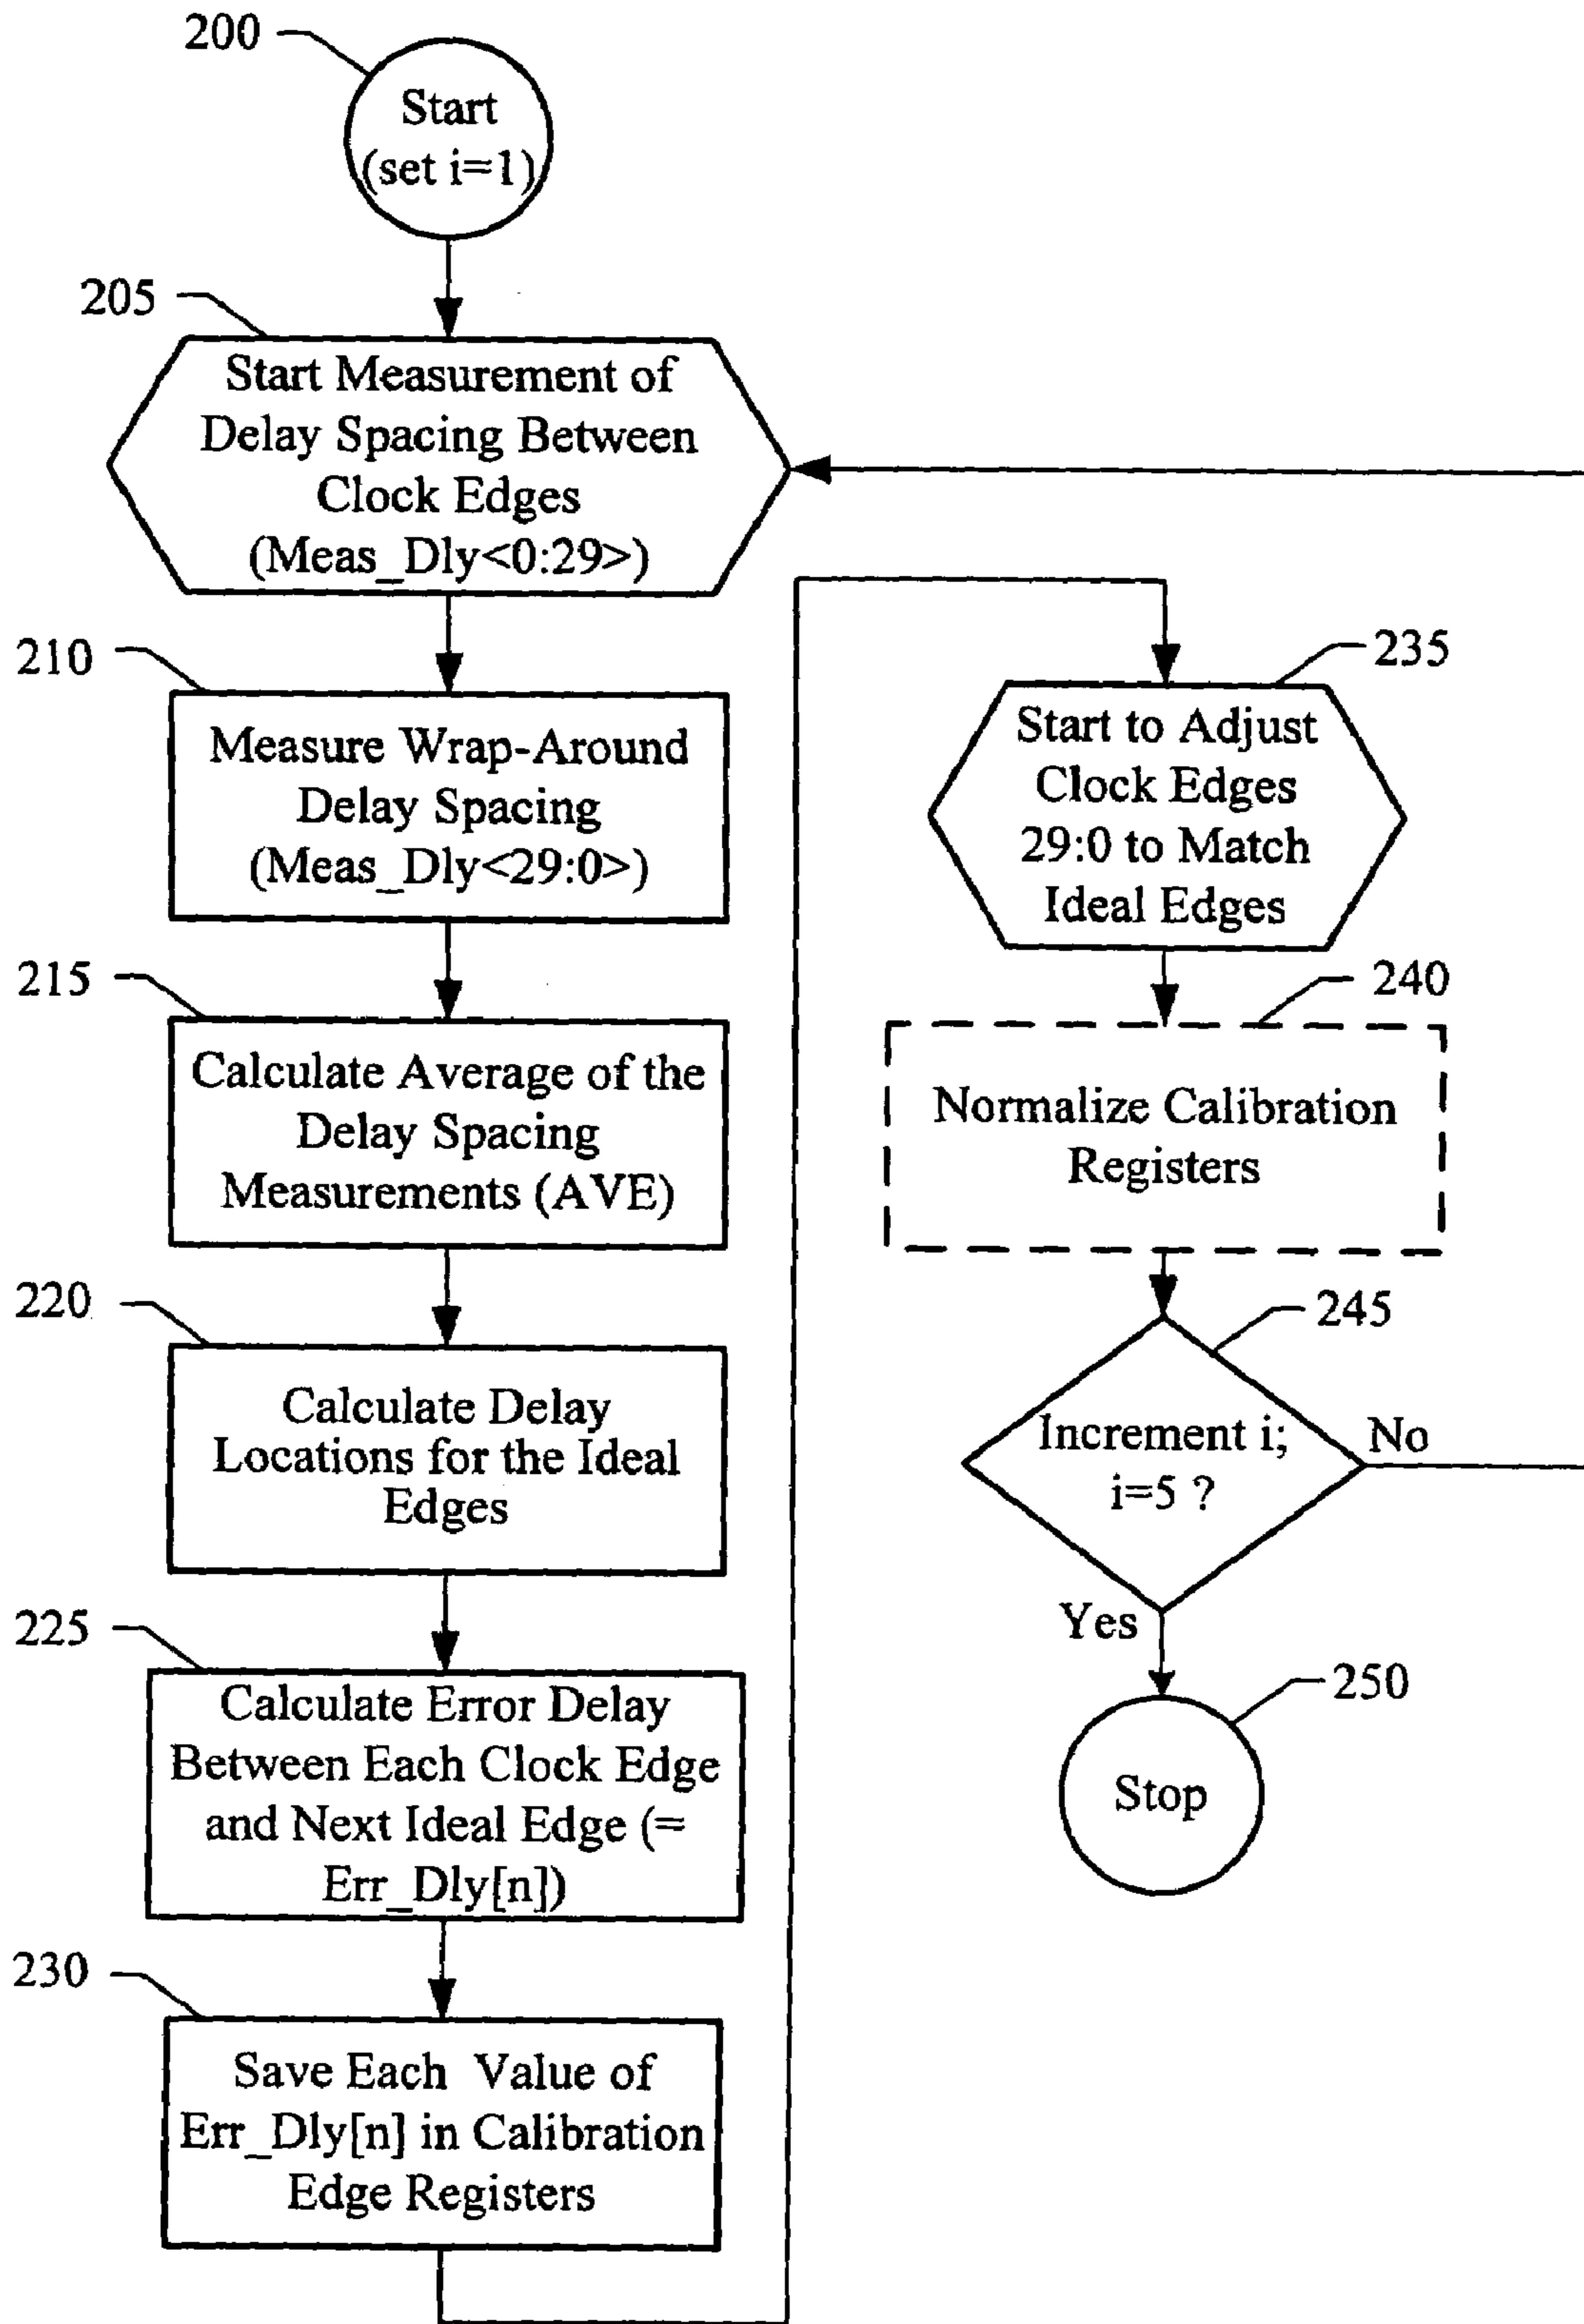 200
Start
(set i=1)
205
Start Measurement of
Delay Spacing Between
Clock Edges
(Meas_Dly<0:29>)
210
Measure Wrap-Around
Delay Spacing
(Meas_Dly<29:0>)
215
Calculate Average of the
Delay Spacing
Measurements (AVE)
220
Calculate Delay
Locations for the Ideal
Edges
225
Calculate Error Delay
Between Each Clock Edge
and Next Ideal Edge (=
Err_Dly[n])
230
Save Each Value of
Err_Dly[n] in Calibration
Edge Registers
235
Start to Adjust
Clock Edges
29:0 to Match
Ideal Edges
240
Normalize Calibration
Registers
245
Increment i;
i=5 ?
No
Yes
250
Stop